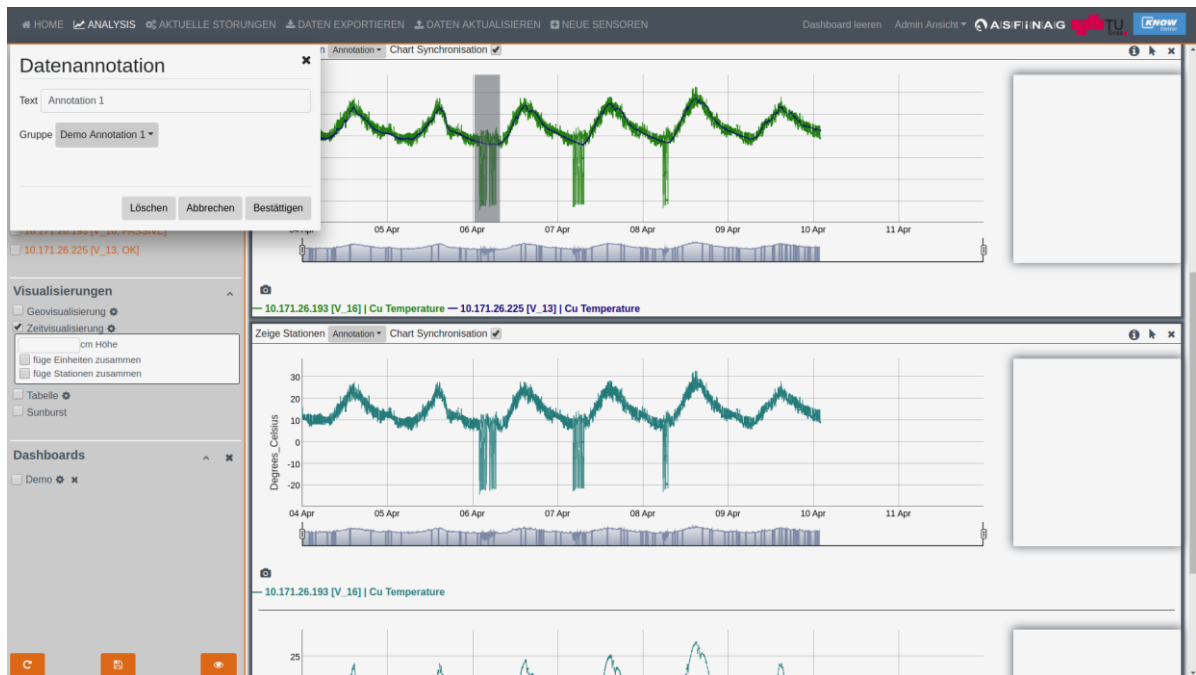 HOME ANALYSIS AKTUELLE STÖRUNGEN DATEN EXPORTIEREN DATEN AKTUALISIEREN NEUE SENSOREN Dashboard leeren Admin Ansicht ASFiNAG TU Graz KNOW Center
Datenannotation
Text Annotation 1
Gruppe Demo Annotation 1
Löschen Abbrechen Bestättigen
10.171.26.225 [V_13, OK]
Visualisierungen
Geovisualisierung
Zeitvisualisierung
cm Höhe
füge Einheiten zusammen
füge Stationen zusammen
Tabelle
Sunburst
Dashboards
Demo
Annotation Chart Synchronisation
05 Apr 06 Apr 07 Apr 08 Apr 09 Apr 10 Apr 11 Apr
10.171.26.193 [V_16] | Cu Temperature 10.171.26.225 [V_13] | Cu Temperature
Zeige Stationen Annotation Chart Synchronisation
30
20
10
0
-10
-20
Degrees_Celsius
04 Apr 05 Apr 06 Apr 07 Apr 08 Apr 09 Apr 10 Apr 11 Apr
10.171.26.193 [V_16] | Cu Temperature
25